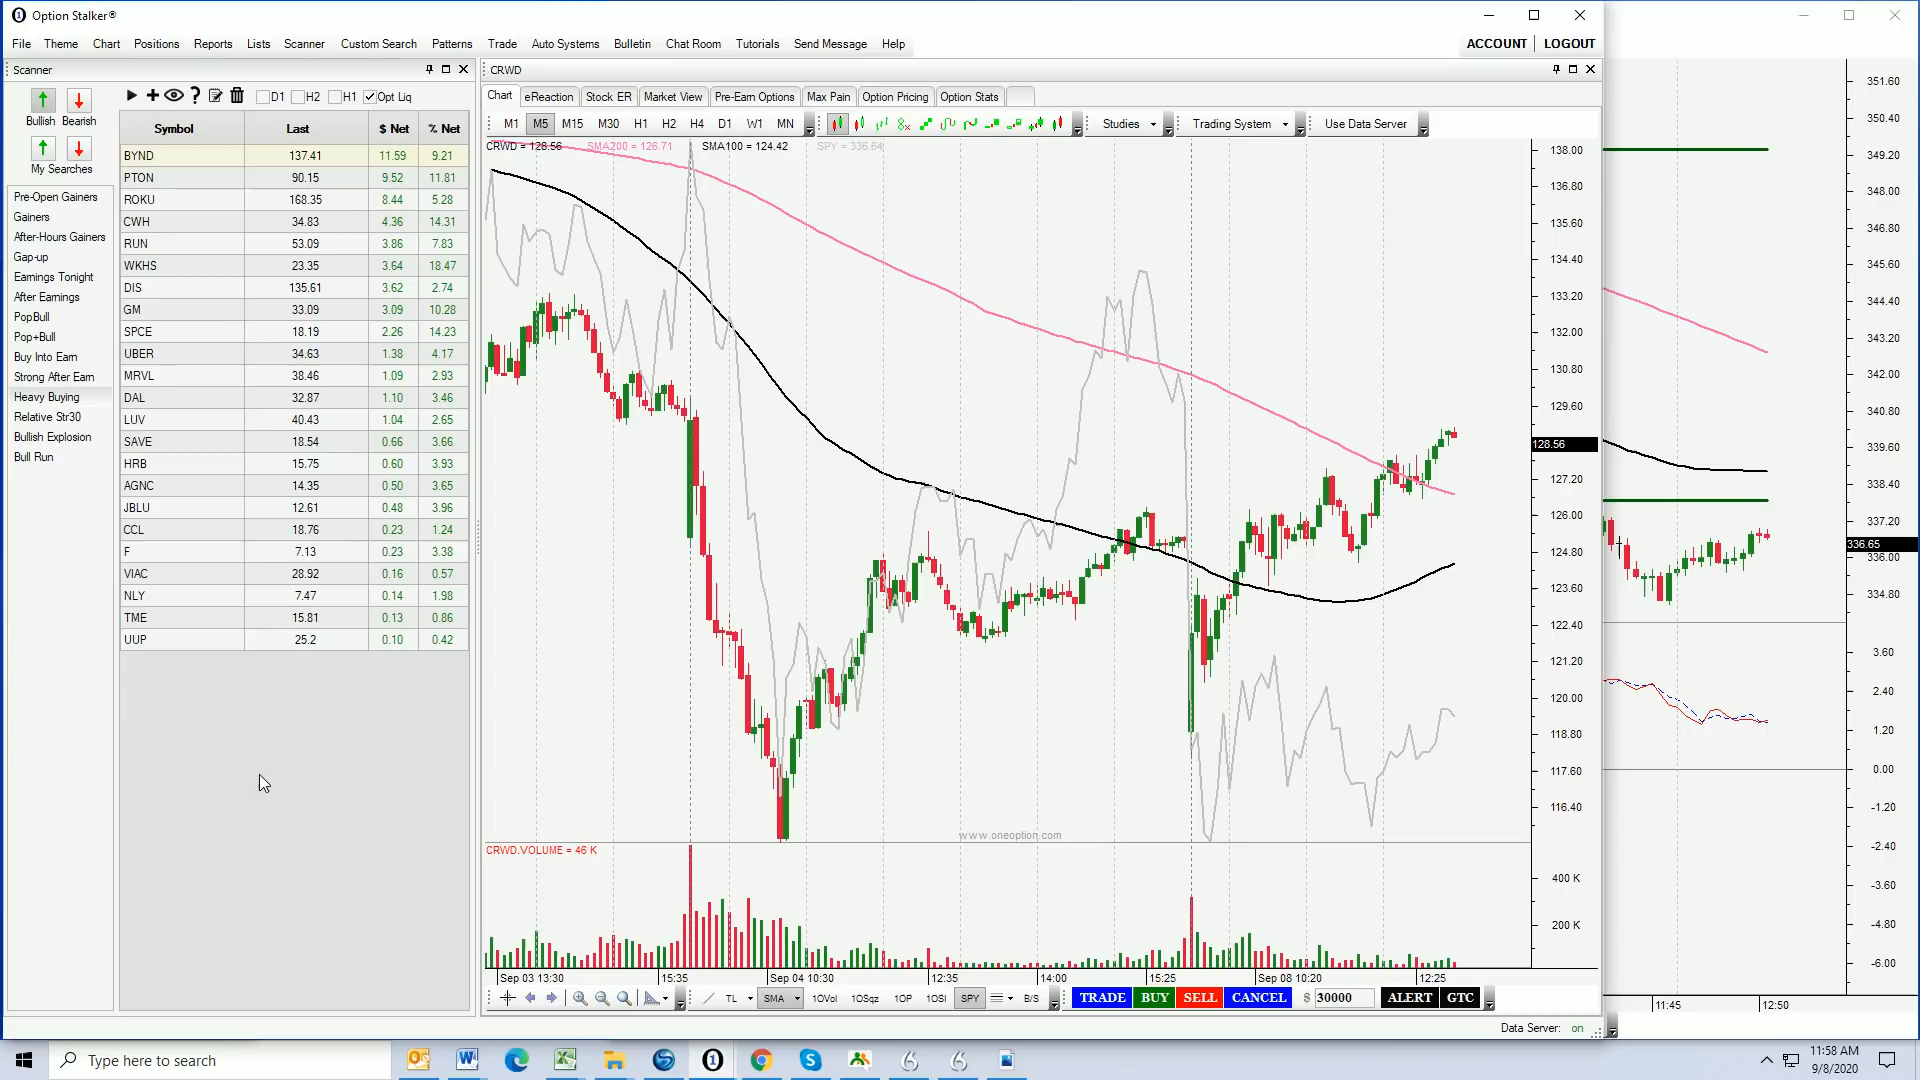 Option Stalker®
File Theme Chart Positions Reports Lists Scanner Custom Search Patterns Trade Auto Systems Bulletin Chat Room Tutorials Send Message Help
ACCOUNT LOGOUT
Scanner
Bullish Bearish
My Searches
D1 H2 H1 Opt Liq
Pre-Open Gainers
Gainers
After-Hours Gainers
Gap-up
Earnings Tonight
After Earnings
PopBull
Pop+Bull
Buy Into Earn
Strong After Earn
Heavy Buying
Relative Str30
Bullish Explosion
Bull Run
Symbol Last $ Net % Net
BYND 137.41 11.59 9.21
PTON 90.15 9.52 11.81
ROKU 168.35 8.44 5.28
CWH 34.83 4.36 14.31
RUN 53.09 3.86 7.83
WKHS 23.35 3.64 18.47
DIS 135.61 3.62 2.74
GM 33.09 3.09 10.28
SPCE 18.19 2.26 14.23
UBER 34.63 1.38 4.17
MRVL 38.46 1.09 2.93
DAL 32.87 1.10 3.46
LUV 40.43 1.04 2.65
SAVE 18.54 0.66 3.66
HRB 15.75 0.60 3.93
AGNC 14.35 0.50 3.65
JBLU 12.61 0.48 3.96
CCL 18.76 0.23 1.24
F 7.13 0.23 3.38
VIAC 28.92 0.16 0.57
NLY 7.47 0.14 1.98
TME 15.81 0.13 0.86
UUP 25.2 0.10 0.42
CRWD
Chart eReaction Stock ER Market View Pre-Earn Options Max Pain Option Pricing Option Stats
M1 M5 M15 M30 H1 H2 H4 D1 W1 MN Studies Trading System Use Data Server
CRWD = 128.56 SMA200 = 126.71 SMA100 = 124.42 SPY = 336.64
138.00
136.80
135.60
134.40
133.20
132.00
130.80
129.60
128.56
127.20
126.00
124.80
123.60
122.40
121.20
120.00
118.80
117.60
116.40
www.oneoption.com
CRWD.VOLUME = 46 K
400 K
200 K
Sep 03 13:30 15:35 Sep 04 10:30 12:35 14:00 15:25 Sep 08 10:20 12:25
TL SMA 1OVol 1OSqz 1OP 1OSI SPY B/S TRADE BUY SELL CANCEL $ 30000 ALERT GTC
Data Server: on
351.60
350.40
349.20
348.00
346.80
345.60
344.40
343.20
342.00
340.80
339.60
338.40
337.20
336.65
336.00
334.80
3.60
2.40
1.20
0.00
-1.20
-2.40
-3.60
-4.80
-6.00
11:45 12:50
Type here to search
11:58 AM
9/8/2020